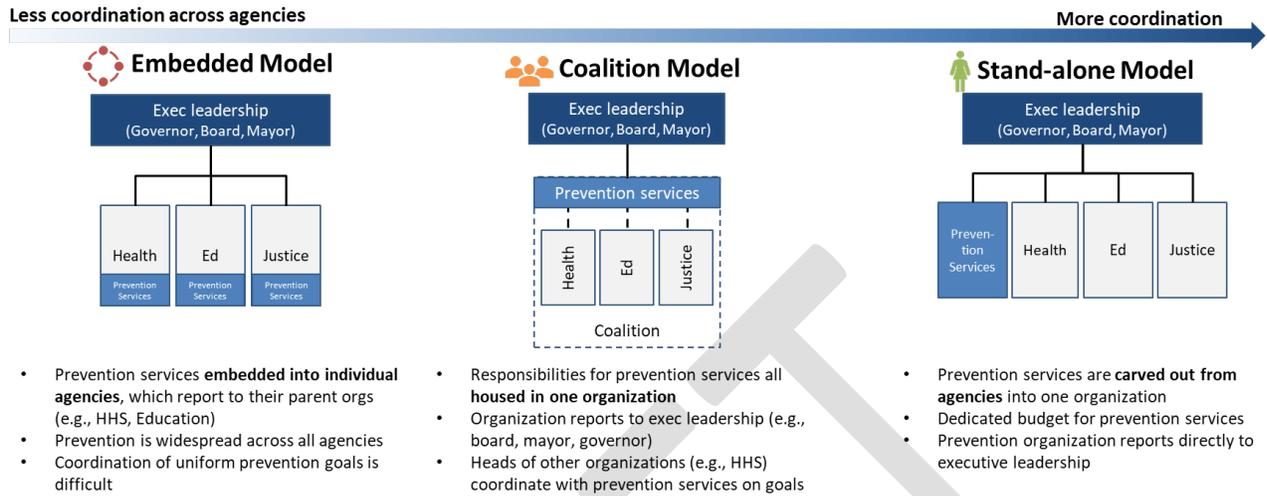 Less coordination across agencies
More coordination
Embedded Model
Exec leadership
(Governor, Board, Mayor)
Health
Ed
Justice
Prevention
Services
Prevention
Services
Prevention
Services
• Prevention services embedded into individual
agencies, which report to their parent orgs
(e.g., HHS, Education)
• Prevention is widespread across all agencies
• Coordination of uniform prevention goals is
difficult
Coalition Model
Exec leadership
(Governor, Board, Mayor)
Prevention services
Health
Ed
Justice
Coalition
• Responsibilities for prevention services all
housed in one organization
• Organization reports to exec leadership (e.g.,
board, mayor, governor)
• Heads of other organizations (e.g., HHS)
coordinate with prevention services on goals
Stand-alone Model
Exec leadership
(Governor, Board, Mayor)
Preven-
tion
Services
Health
Ed
Justice
• Prevention services are carved out from
agencies into one organization
• Dedicated budget for prevention services
• Prevention organization reports directly to
executive leadership